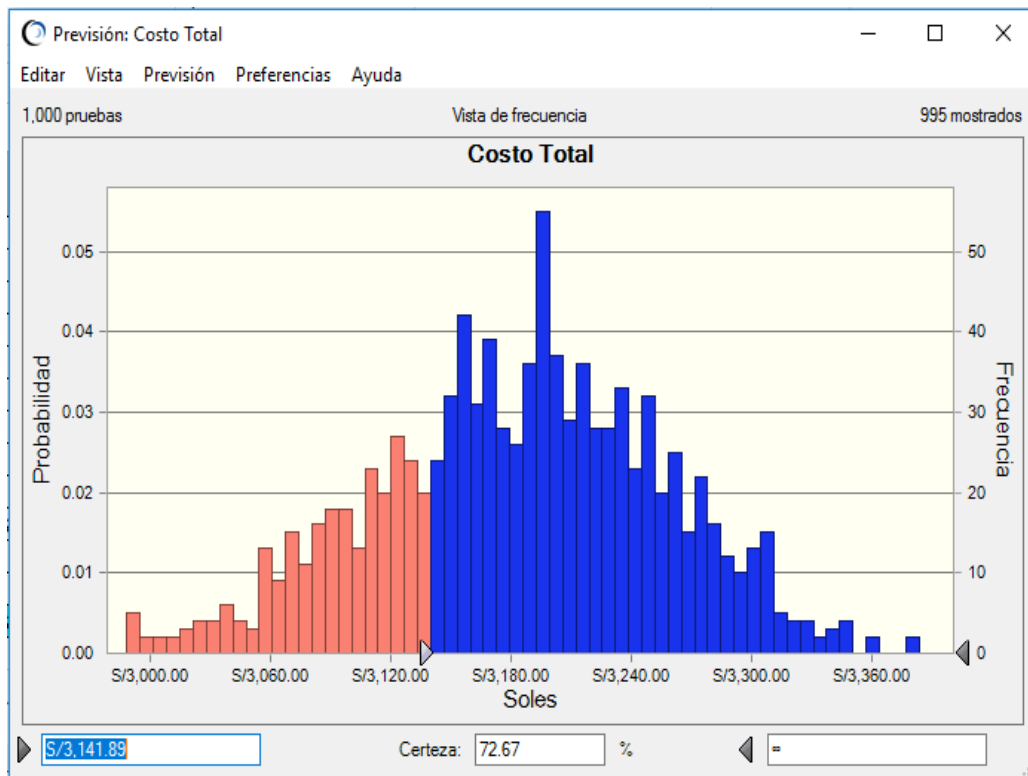 Previsión: Costo Total
Editar Vista Previsión Preferencias Ayuda
1,000 pruebas Vista de frecuencia 995 mostrados
Costo Total
0.05 50
0.04 40
0.03 30
0.02 20
0.01 10
0.00 0
Probabilidad
Frecuencia
S/3,000.00 S/3,060.00 S/3,120.00 S/3,180.00 S/3,240.00 S/3,300.00 S/3,360.00
Soles
S/3,141.89 Certeza: 72.67 % ∞